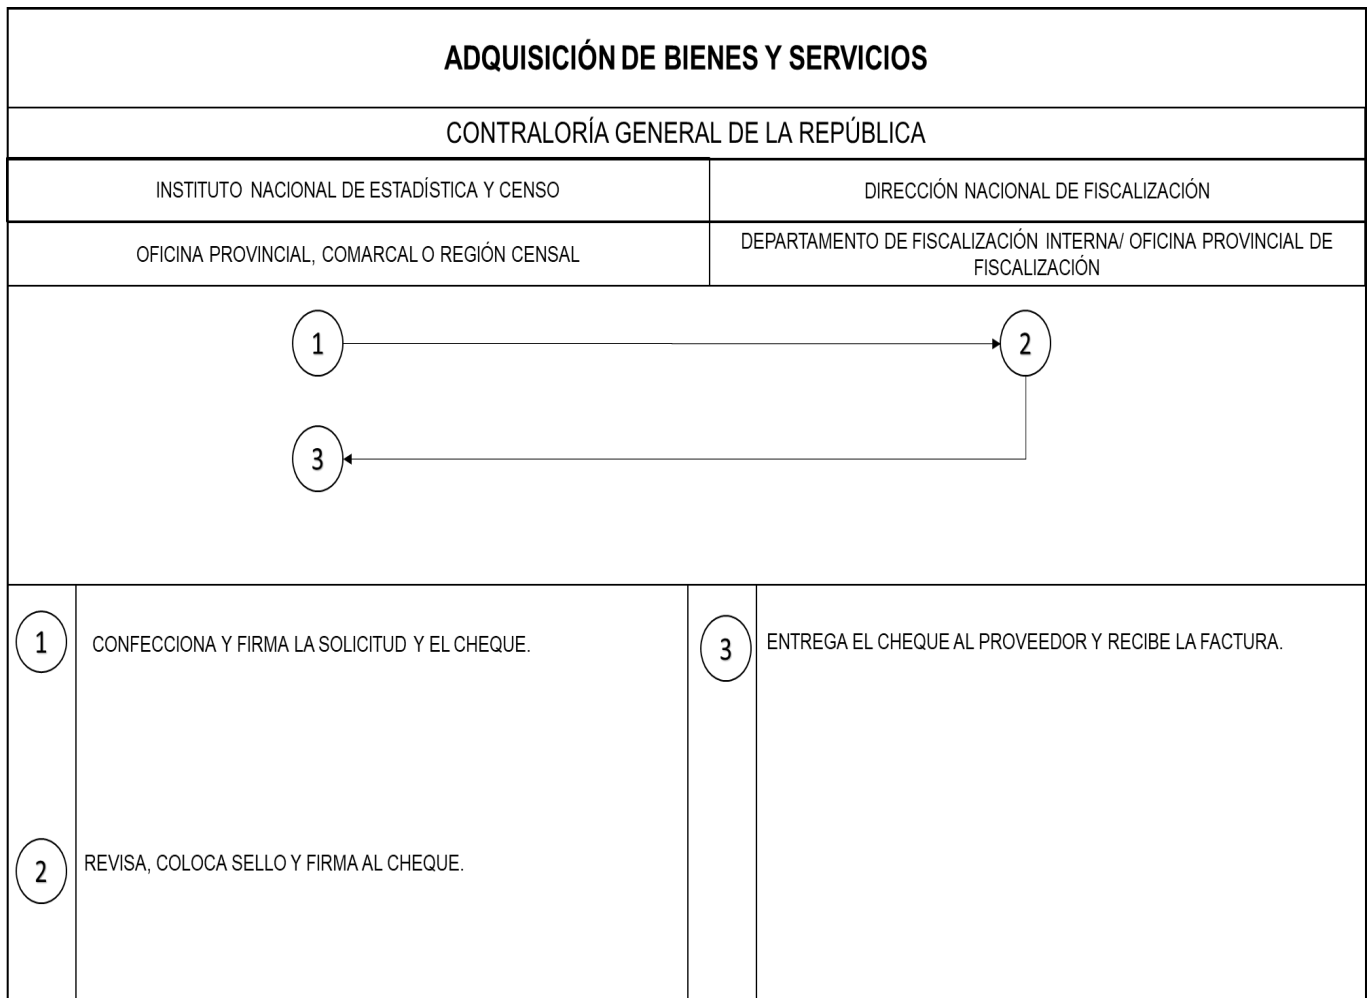 ADQUISICIÓN DE BIENES Y SERVICIOS
CONTRALORÍA GENERAL DE LA REPÚBLICA
INSTITUTO NACIONAL DE ESTADÍSTICA Y CENSO
DIRECCIÓN NACIONAL DE FISCALIZACIÓN
OFICINA PROVINCIAL, COMARCAL O REGIÓN CENSAL
DEPARTAMENTO DE FISCALIZACIÓN INTERNA/ OFICINA PROVINCIAL DE
FISCALIZACIÓN
1
2
3
1
CONFECCIONA Y FIRMA LA SOLICITUD Y EL CHEQUE.
2
REVISA, COLOCA SELLO Y FIRMA AL CHEQUE.
3
ENTREGA EL CHEQUE AL PROVEEDOR Y RECIBE LA FACTURA.